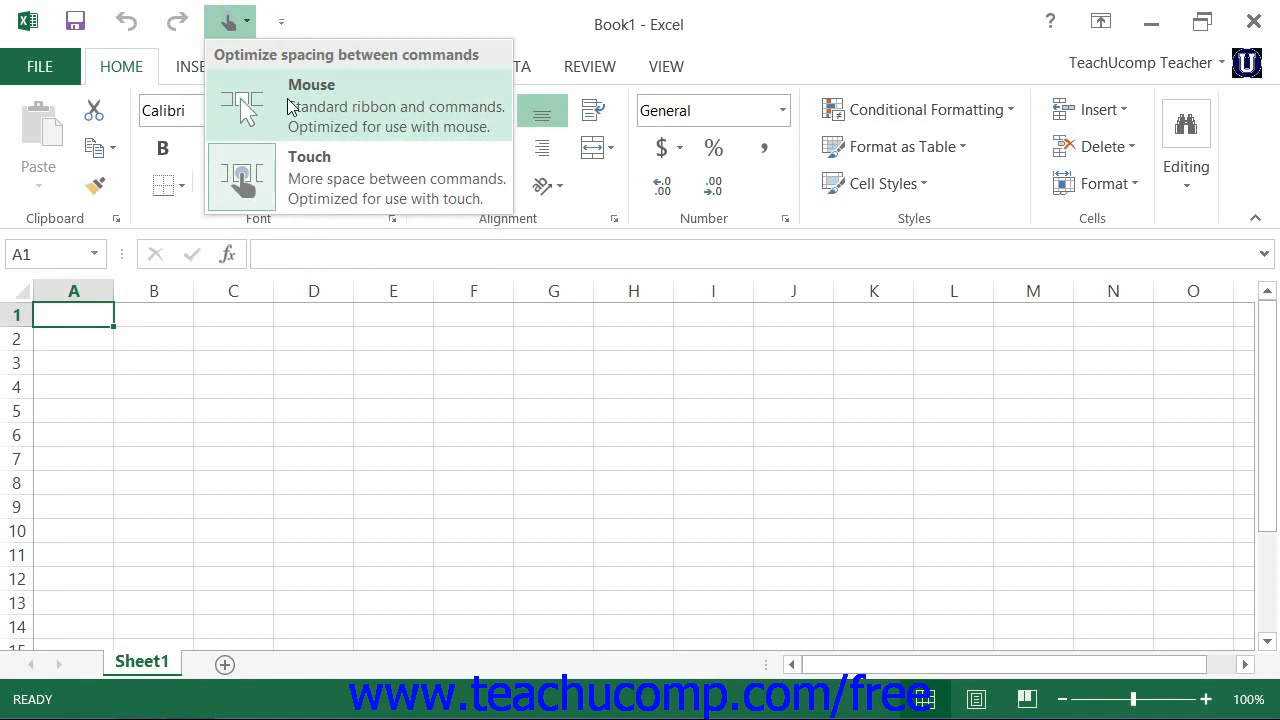 Book1 - Excel
?
FILE
HOME
INSE
TA
REVIEW
VIEW
TeachUcomp Teacher
Optimize spacing between commands
Mouse
Standard ribbon and commands.
Optimized for use with mouse.
Touch
More space between commands.
Optimized for use with touch.
Paste
Clipboard
Calibri
B
Font
Alignment
General
$ % ,
Number
Conditional Formatting
Format as Table
Cell Styles
Styles
Insert
Delete
Format
Cells
Editing
A1
fx
A B C D E F G H I J K L M N O
1
2
3
4
5
6
7
8
9
10
11
12
13
14
15
Sheet1
READY
www.teachucomp.com/free
100%